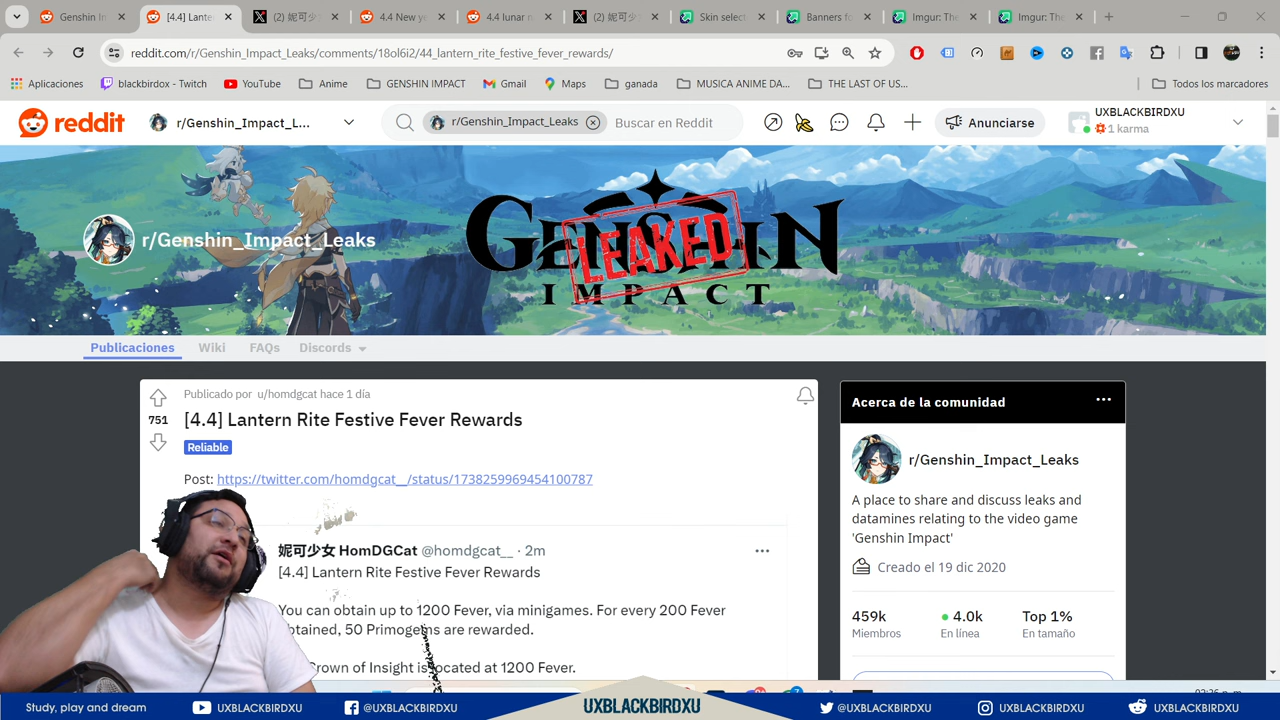 Genshin Im
[4.4] Lanter
(2) 妮可少
4.4 New ye
4.4 lunar n
(2) 妮可少
Skin select
Banners fo
Imgur: The
Imgur: The
reddit.com/r/Genshin_Impact_Leaks/comments/18ol6i2/44_lantern_rite_festive_fever_rewards/
Aplicaciones
blackbirdox - Twitch
YouTube
Anime
GENSHIN IMPACT
Gmail
Maps
ganada
MUSICA ANIME DA...
THE LAST OF US...
Todos los marcadores
reddit
r/Genshin_Impact_L...
r/Genshin_Impact_Leaks
Buscar en Reddit
Anunciarse
UXBLACKBIRDXU
1 karma
r/Genshin_Impact_Leaks
GENSHIN
LEAKED
IMPACT
Publicaciones
Wiki
FAQs
Discords
Publicado por u/homdgcat hace 1 día
751
[4.4] Lantern Rite Festive Fever Rewards
Reliable
Post: https://twitter.com/homdgcat__/status/1738259969454100787
妮可少女 HomDGCat @homdgcat__ · 2m
[4.4] Lantern Rite Festive Fever Rewards
You can obtain up to 1200 Fever, via minigames. For every 200 Fever
obtained, 50 Primogems are rewarded.
Crown of Insight is located at 1200 Fever.
Acerca de la comunidad
r/Genshin_Impact_Leaks
A place to share and discuss leaks and
datamines relating to the video game
'Genshin Impact'
Creado el 19 dic 2020
459k
Miembros
4.0k
En línea
Top 1%
En tamaño
Study, play and dream
UXBLACKBIRDXU
@UXBLACKBIRDXU
UXBLACKBIRDXU
@UXBLACKBIRDXU
UXBLACKBIRDXU
UXBLACKBIRDXU